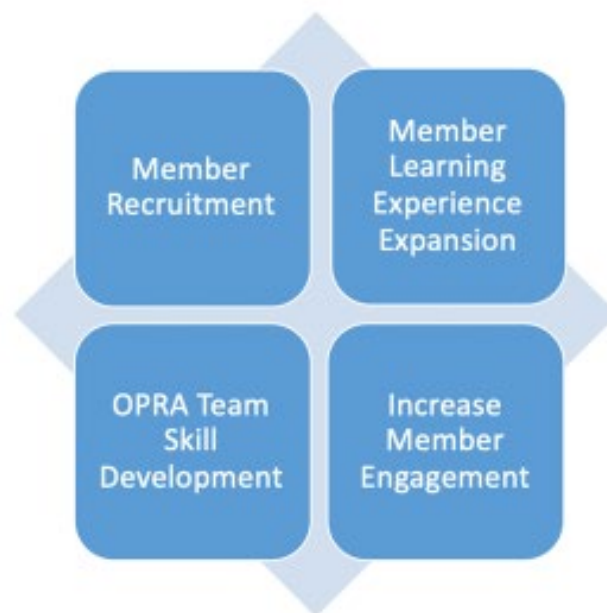 Member
Recruitment
Member
Learning
Experience
Expansion
OPRA Team
Skill
Development
Increase
Member
Engagement